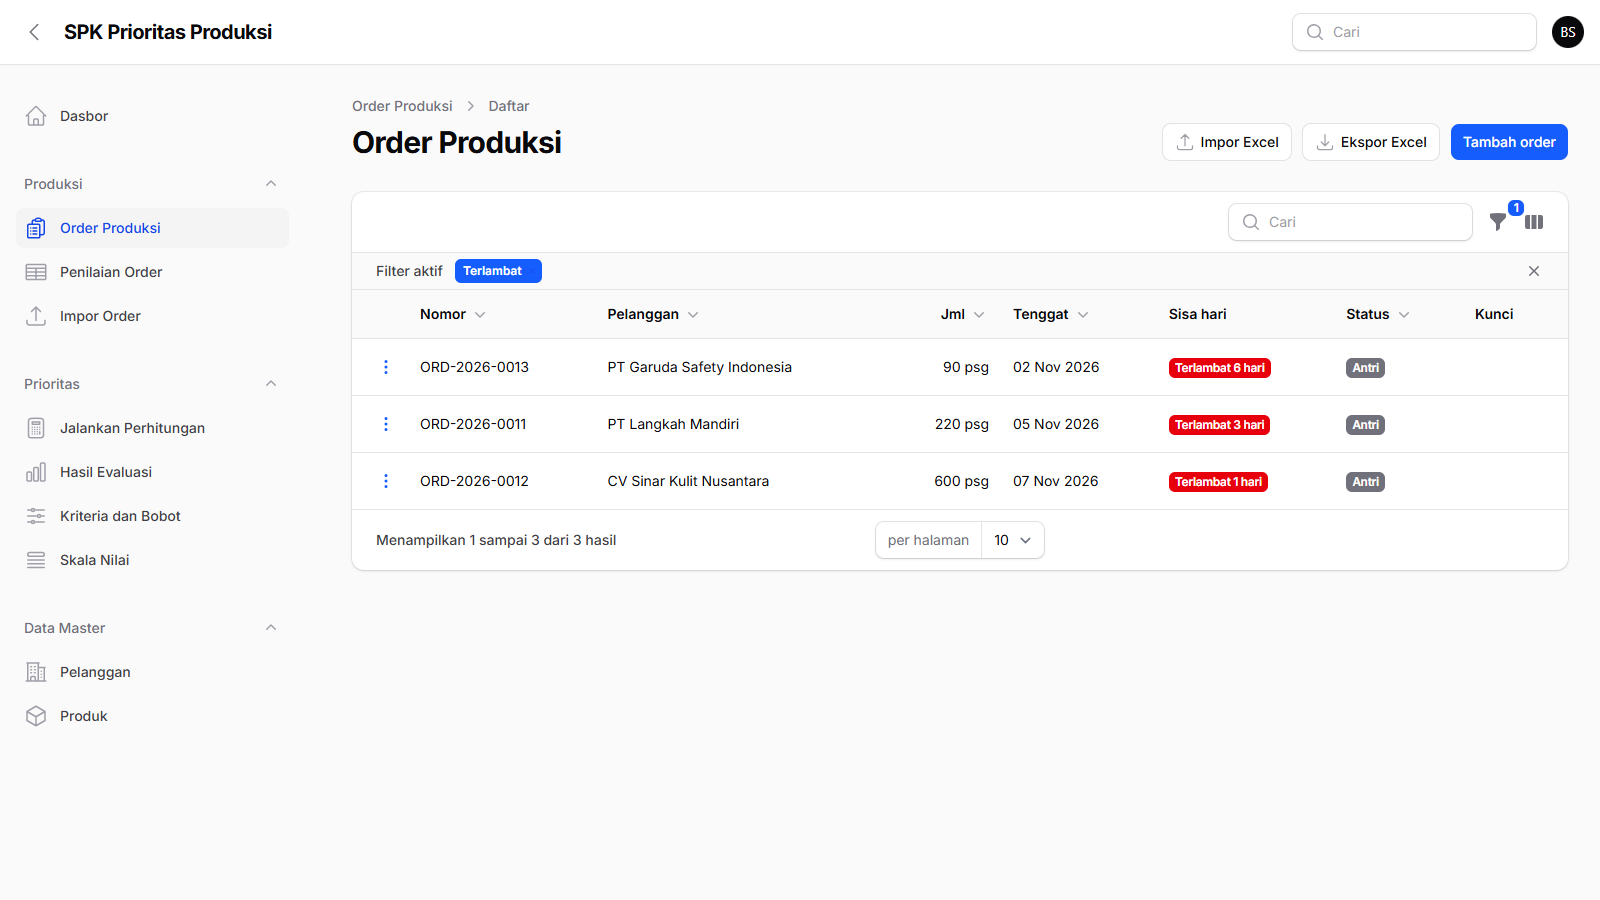 SPK Prioritas Produksi
Cari
BS
Dasbor
Produksi
Order Produksi
Penilaian Order
Impor Order
Prioritas
Jalankan Perhitungan
Hasil Evaluasi
Kriteria dan Bobot
Skala Nilai
Data Master
Pelanggan
Produk
Order Produksi > Daftar
Order Produksi
Impor Excel
Ekspor Excel
Tambah order
Cari
1
Filter aktif Terlambat
Nomor Pelanggan Jml Tenggat Sisa hari Status Kunci
ORD-2026-0013 PT Garuda Safety Indonesia 90 psg 02 Nov 2026 Terlambat 6 hari Antri
ORD-2026-0011 PT Langkah Mandiri 220 psg 05 Nov 2026 Terlambat 3 hari Antri
ORD-2026-0012 CV Sinar Kulit Nusantara 600 psg 07 Nov 2026 Terlambat 1 hari Antri
Menampilkan 1 sampai 3 dari 3 hasil
per halaman 10